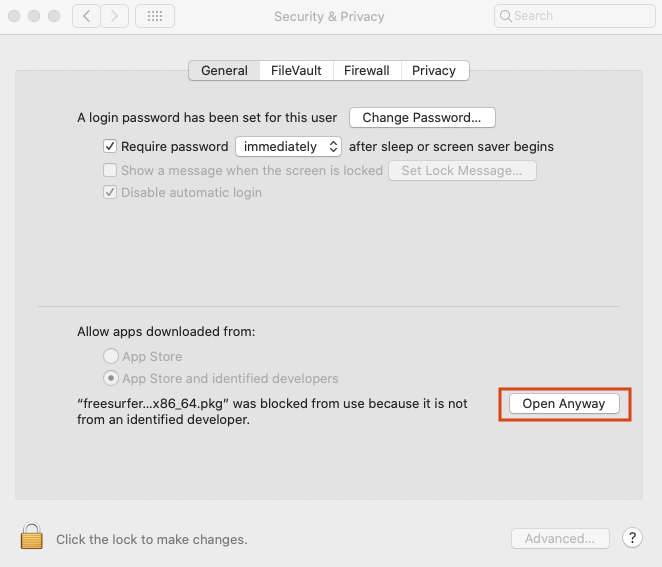 Security & Privacy
Search
General FileVault Firewall Privacy
A login password has been set for this user Change Password...
Require password immediately after sleep or screen saver begins
Show a message when the screen is locked Set Lock Message...
Disable automatic login
Allow apps downloaded from:
App Store
App Store and identified developers
“freesurfer...x86_64.pkg” was blocked from use because it is not
from an identified developer.
Open Anyway
Click the lock to make changes.
Advanced...
?